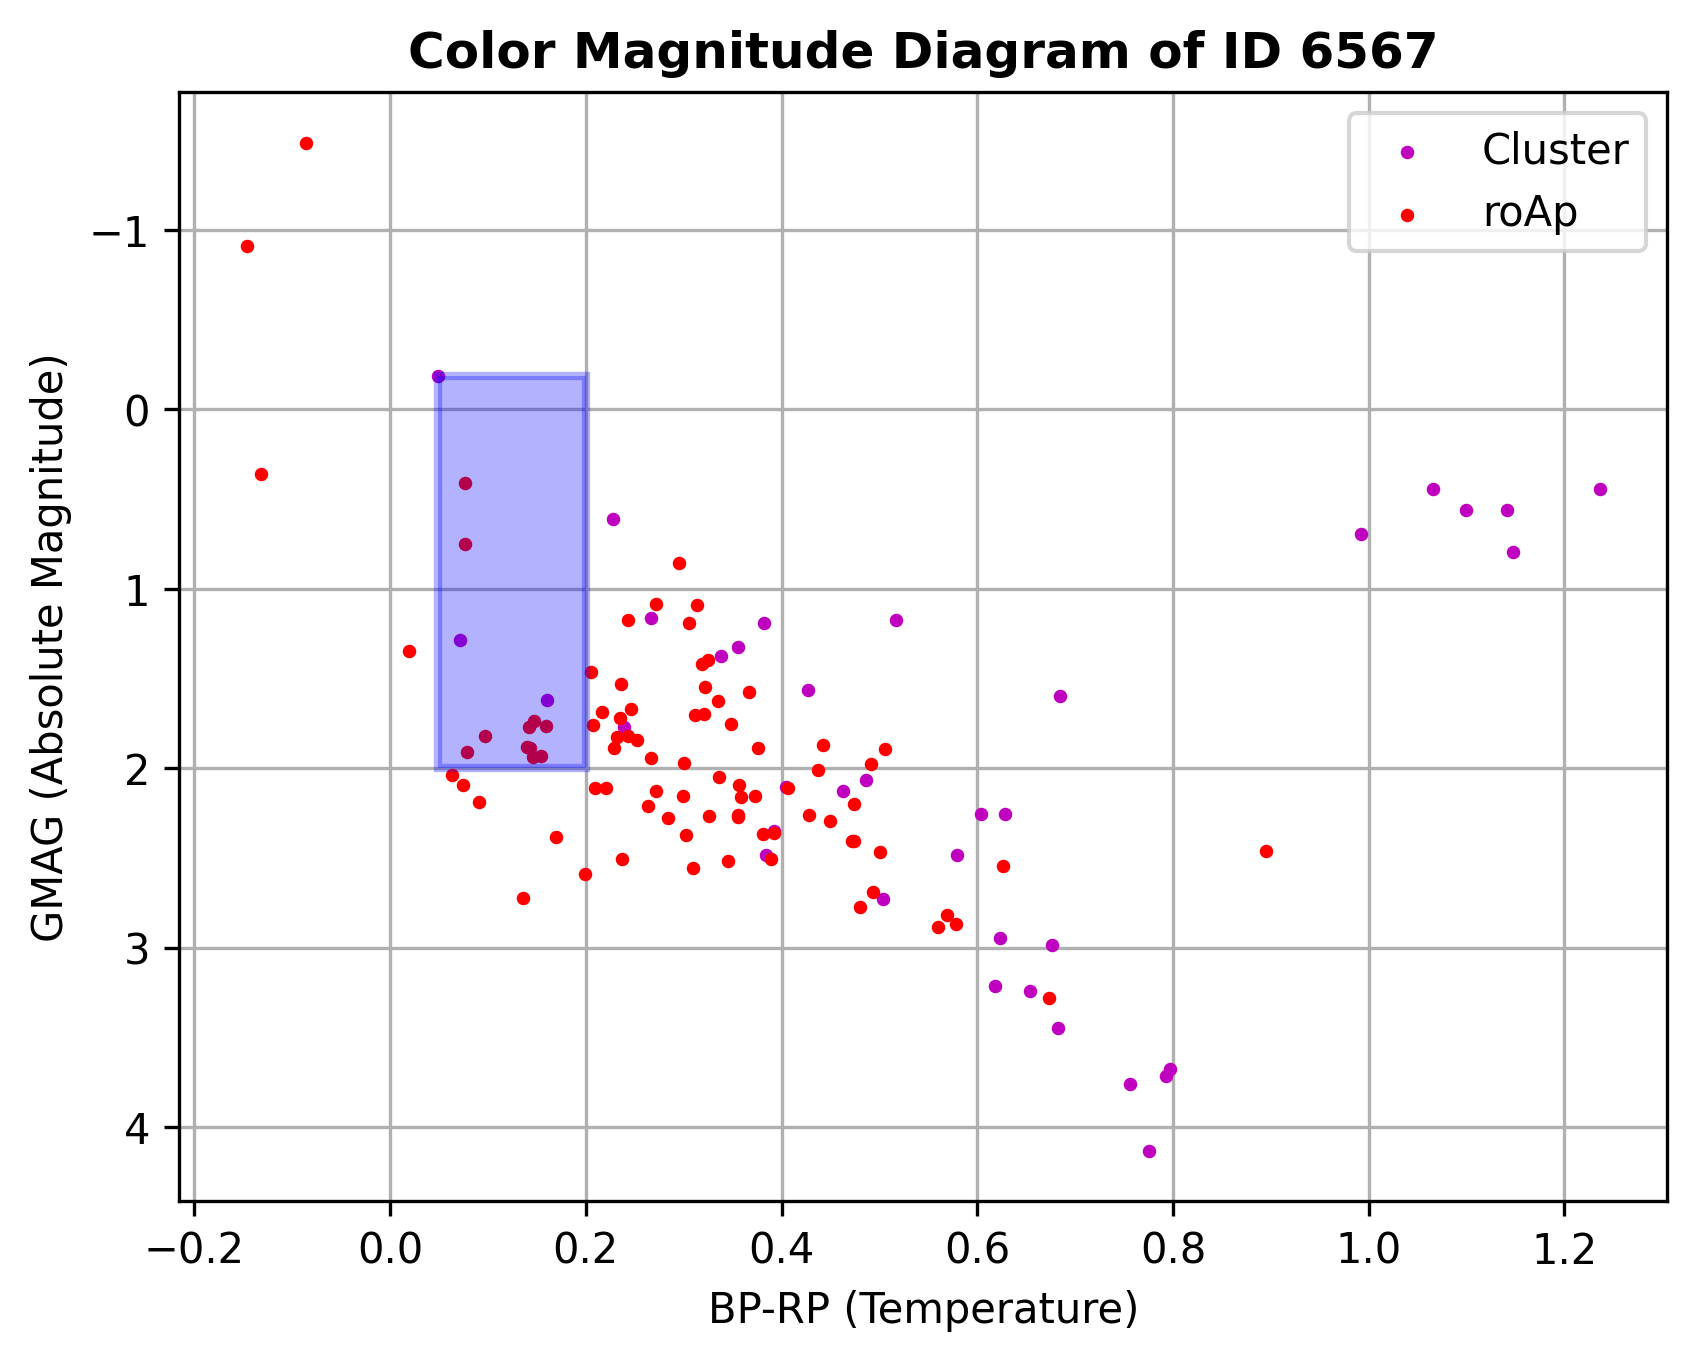 Color Magnitude Diagram of ID 6567
Cluster
roAp
GMAG (Absolute Magnitude)
−1
0
1
2
3
4
−0.2 0.0 0.2 0.4 0.6 0.8 1.0 1.2
BP-RP (Temperature)